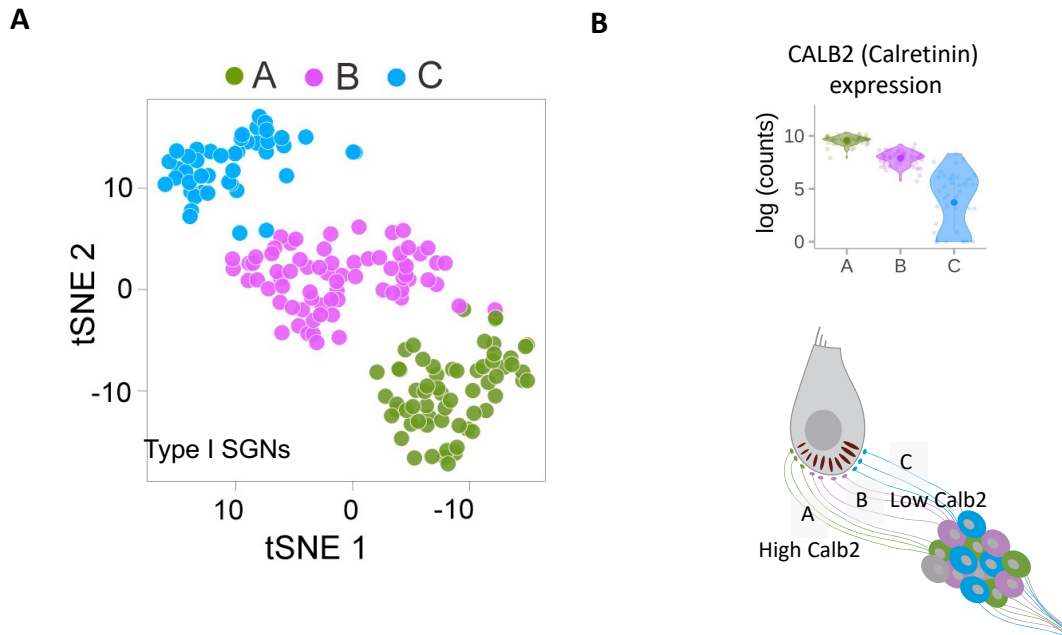 A
A B C
tSNE 2
10
0
-10
Type I SGNs
10 0 -10
tSNE 1
B
CALB2 (Calretinin)
expression
log (counts)
10
5
0
A B C
C
Low Calb2
B
A
High Calb2